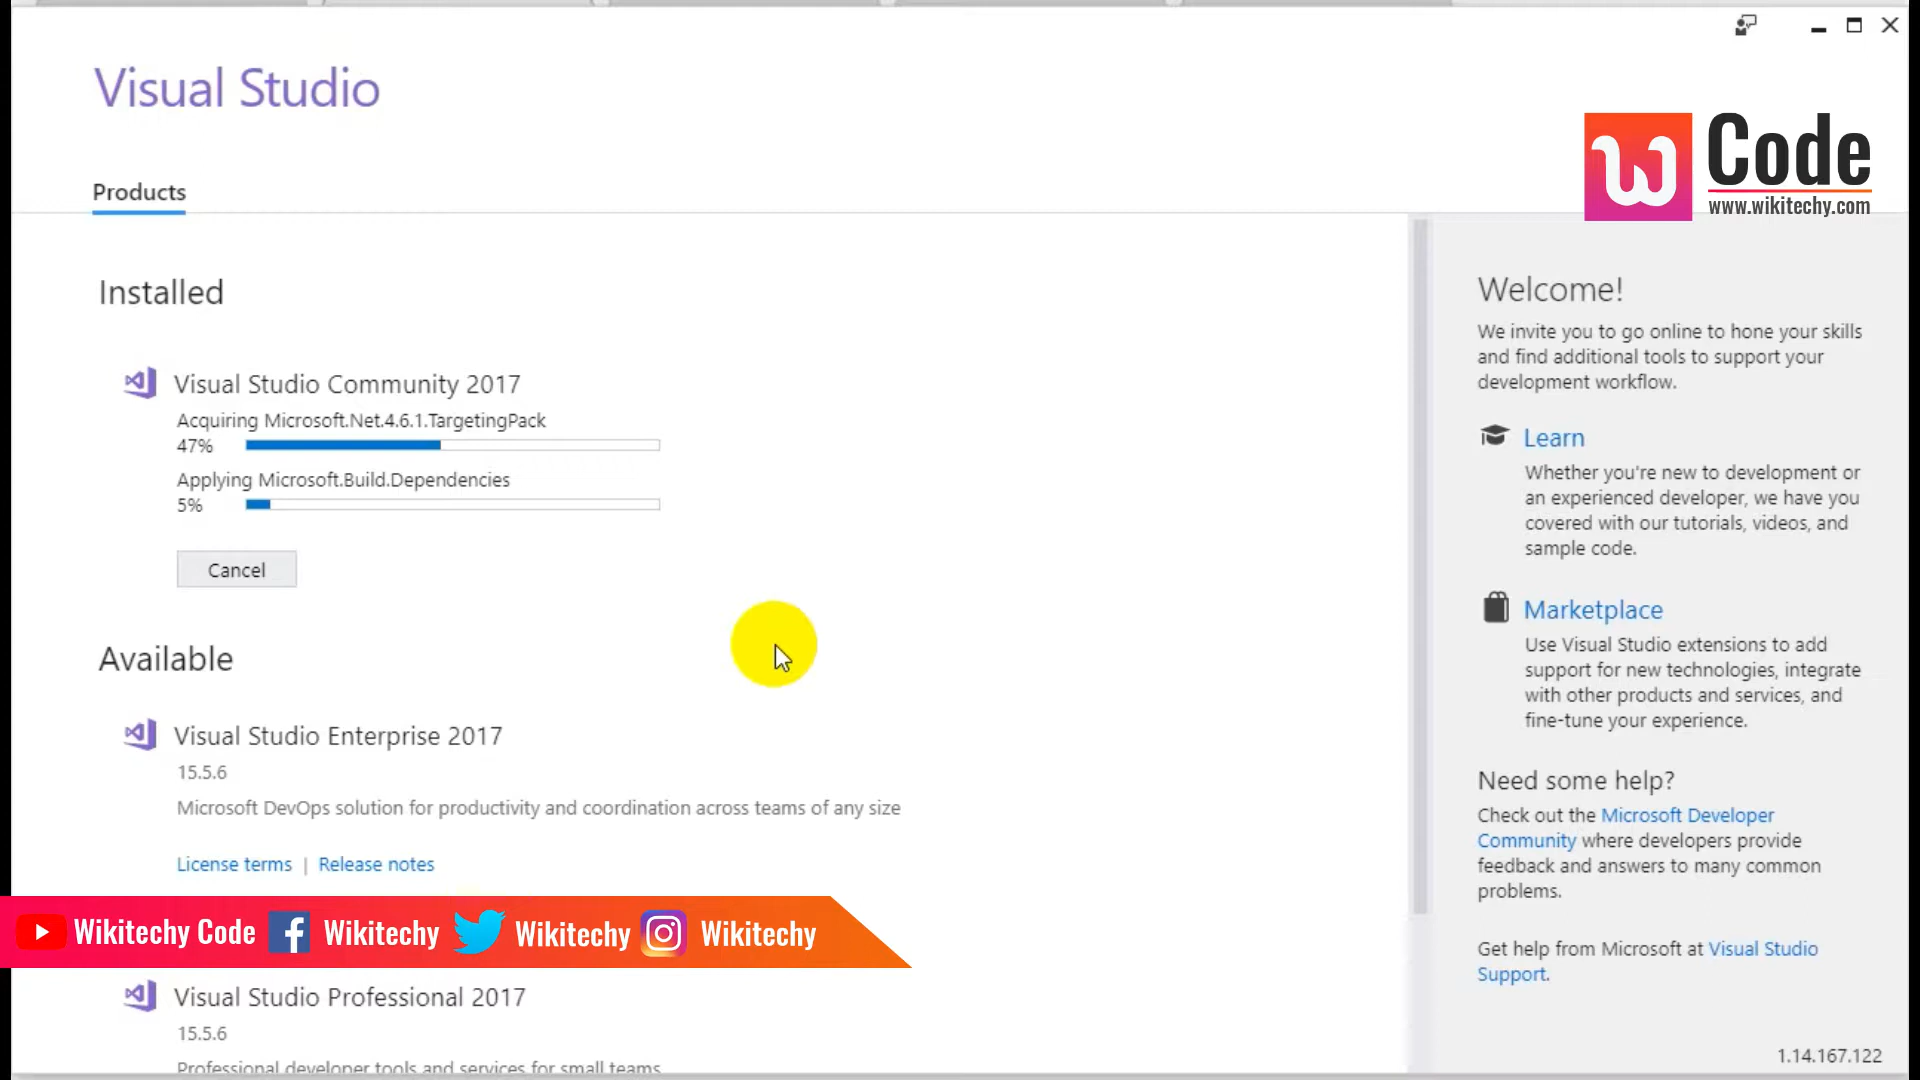 Visual Studio
Code
www.wikitechy.com
Products
Installed
Visual Studio Community 2017
Acquiring Microsoft.Net.4.6.1.TargetingPack
47%
Applying Microsoft.Build.Dependencies
5%
Cancel
Available
Visual Studio Enterprise 2017
15.5.6
Microsoft DevOps solution for productivity and coordination across teams of any size
License terms | Release notes
Wikitechy Code Wikitechy Wikitechy Wikitechy
Visual Studio Professional 2017
15.5.6
Professional developer tools and services for small teams
Welcome!
We invite you to go online to hone your skills
and find additional tools to support your
development workflow.
Learn
Whether you're new to development or
an experienced developer, we have you
covered with our tutorials, videos, and
sample code.
Marketplace
Use Visual Studio extensions to add
support for new technologies, integrate
with other products and services, and
fine-tune your experience.
Need some help?
Check out the Microsoft Developer
Community where developers provide
feedback and answers to many common
problems.
Get help from Microsoft at Visual Studio
Support.
1.14.167.122